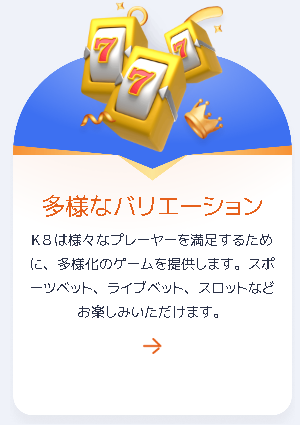 7
7
7
多様なバリエーション
K８は様々なプレーヤーを満足するため
に、多様化のゲームを提供します。スポ
ーツベット、ライブベット、スロットなど
お楽しみいただけます。